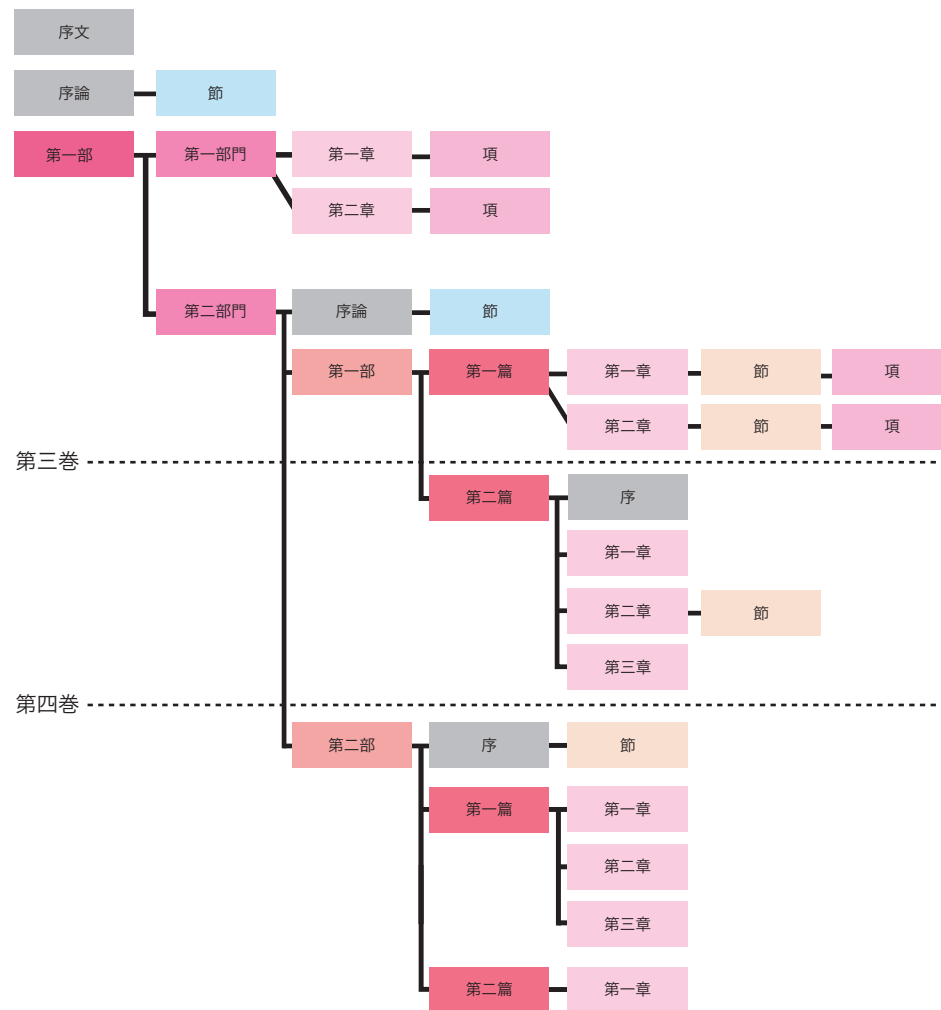 序文
序論
節
第一部
第一部門
第一章
項
第二章
項
第二部門
序論
節
第一部
第一篇
第一章
節
項
第二章
節
項
第三巻
第二篇
序
第一章
第二章
節
第三章
第四巻
第二部
序
節
第一篇
第一章
第二章
第三章
第二篇
第一章